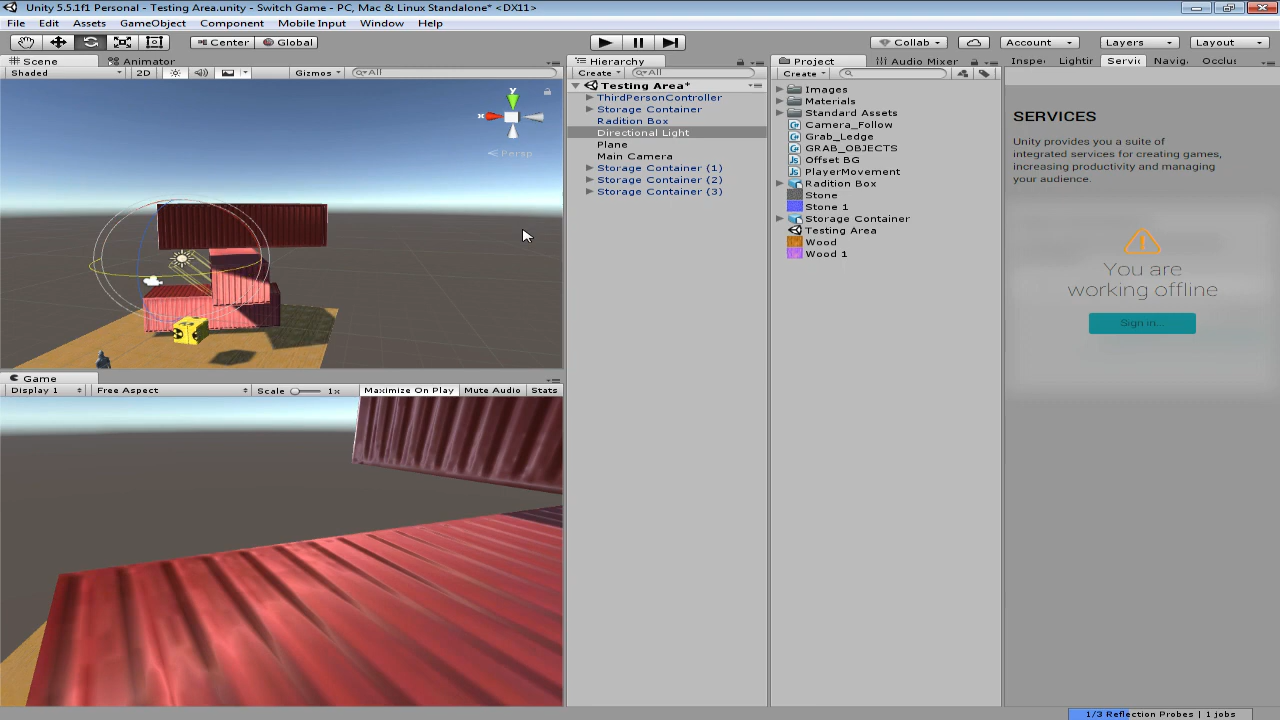 Unity 5.5.1f1 Personal - Testing Area.unity - Switch Game - PC, Mac & Linux Standalone* <DX11>
File Edit Assets GameObject Component Mobile Input Window Help
Center Global Collab Account Layers Layout
Scene Animator
Shaded 2D Gizmos All
Y
X
Persp
Game
Display 1 Free Aspect Scale 1x Maximize On Play Mute Audio Stats
Hierarchy
Create All
Testing Area*
ThirdPersonController
Storage Container
Radition Box
Directional Light
Plane
Main Camera
Storage Container (1)
Storage Container (2)
Storage Container (3)
Project Audio Mixer
Create
Images
Materials
Standard Assets
Camera_Follow
Grab_Ledge
GRAB_OBJECTS
Offset BG
PlayerMovement
Radition Box
Stone
Stone 1
Storage Container
Testing Area
Wood
Wood 1
Inspe Lightir Servic Navig Occlu
SERVICES
Unity provides you a suite of
integrated services for creating games,
increasing productivity and managing
your audience.
You are
working offline
Sign in...
1/3 Reflection Probes | 1 jobs